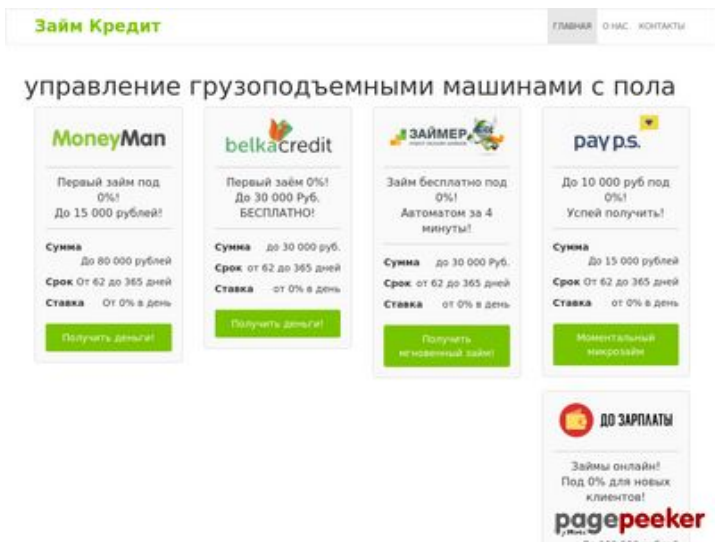 Займ Кредит
ГЛАВНАЯ О НАС КОНТАКТЫ
управление грузоподъемными машинами с пола
MoneyMan
Первый займ под
0%!
До 15 000 рублей!
Сумма
До 80 000 рублей
Срок От 62 до 365 дней
Ставка От 0% в день
Получить деньги!
belkacredit
Первый заём 0%!
До 30 000 Руб.
БЕСПЛАТНО!
Сумма до 30 000 руб.
Срок от 62 до 365 дней
Ставка от 0% в день
Получить деньги!
ЗАЙМЕР
Займ бесплатно под
0%!
Автоматом за 4
минуты!
Сумма до 30 000 Руб.
Срок от 62 до 365 дней
Ставка от 0% в день
Получить
мгновенный займ!
pay p.s.
До 10 000 руб под
0%!
Успей получить!
Сумма
До 15 000 рублей
Срок От 62 до 365 дней
Ставка от 0% в день
Моментальный
микрозайм
ДО ЗАРПЛАТЫ
Займы онлайн!
Под 0% для новых
клиентов!
pagepeeker